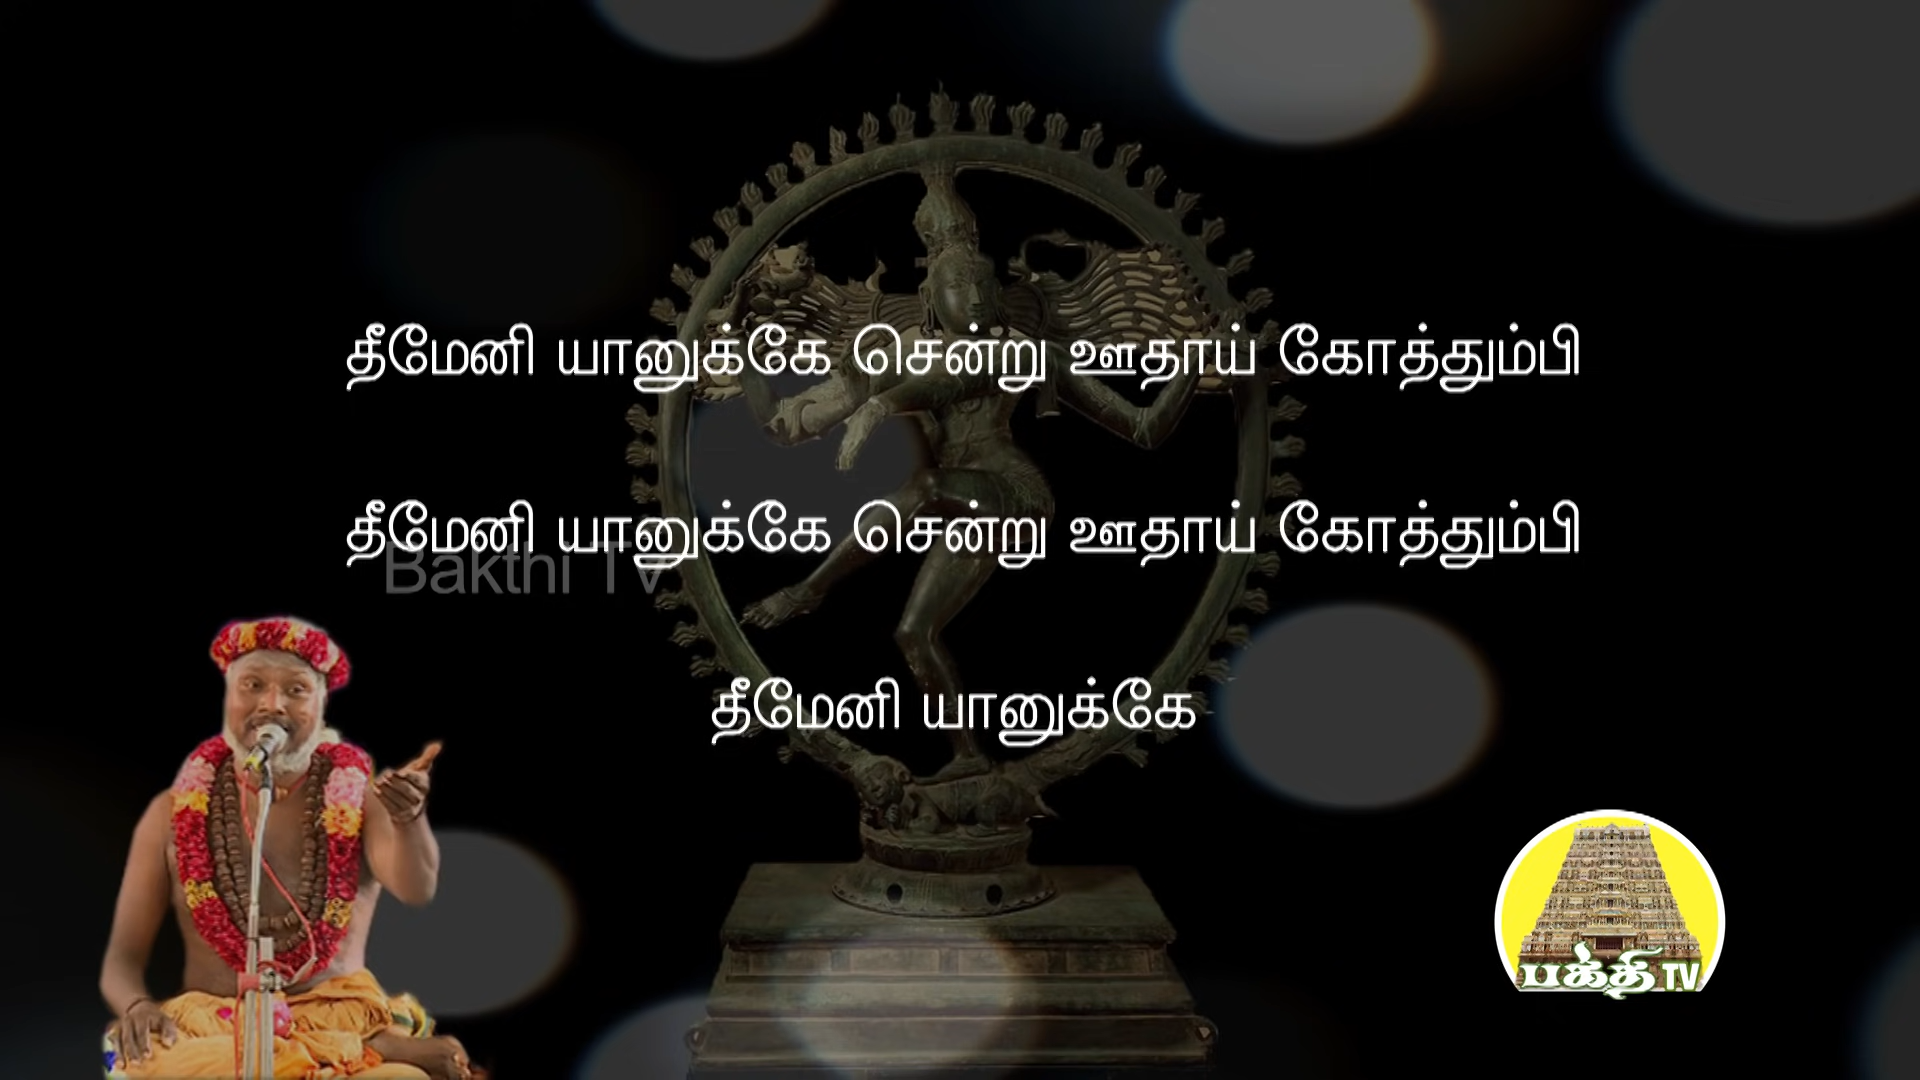 தீமேனி யானுக்கே சென்று ஊதாய் கோத்தும்பி
தீமேனி யானுக்கே சென்று ஊதாய் கோத்தும்பி
Bakthi TV
தீமேனி யானுக்கே
பக்தி TV